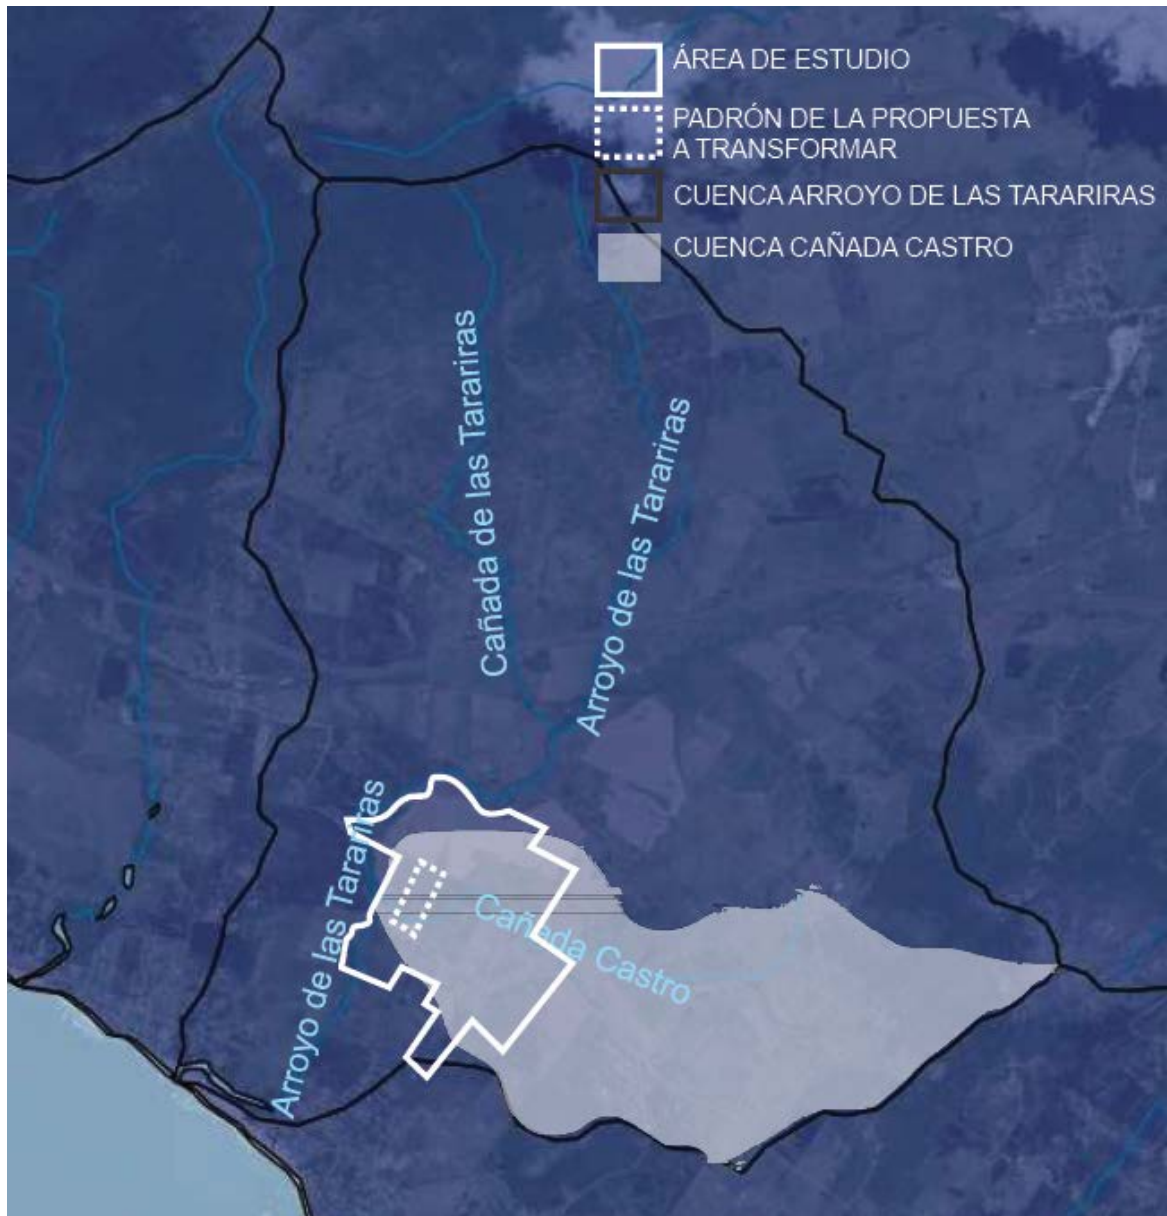 ÁREA DE ESTUDIO
PADRÓN DE LA PROPUESTA
A TRANSFORMAR
CUENCA ARROYO DE LAS TARARIRAS
CUENCA CAÑADA CASTRO
Cañada de las Tarariras
Arroyo de las Tarariras
Arroyo de las Tarariras
Cañada Castro